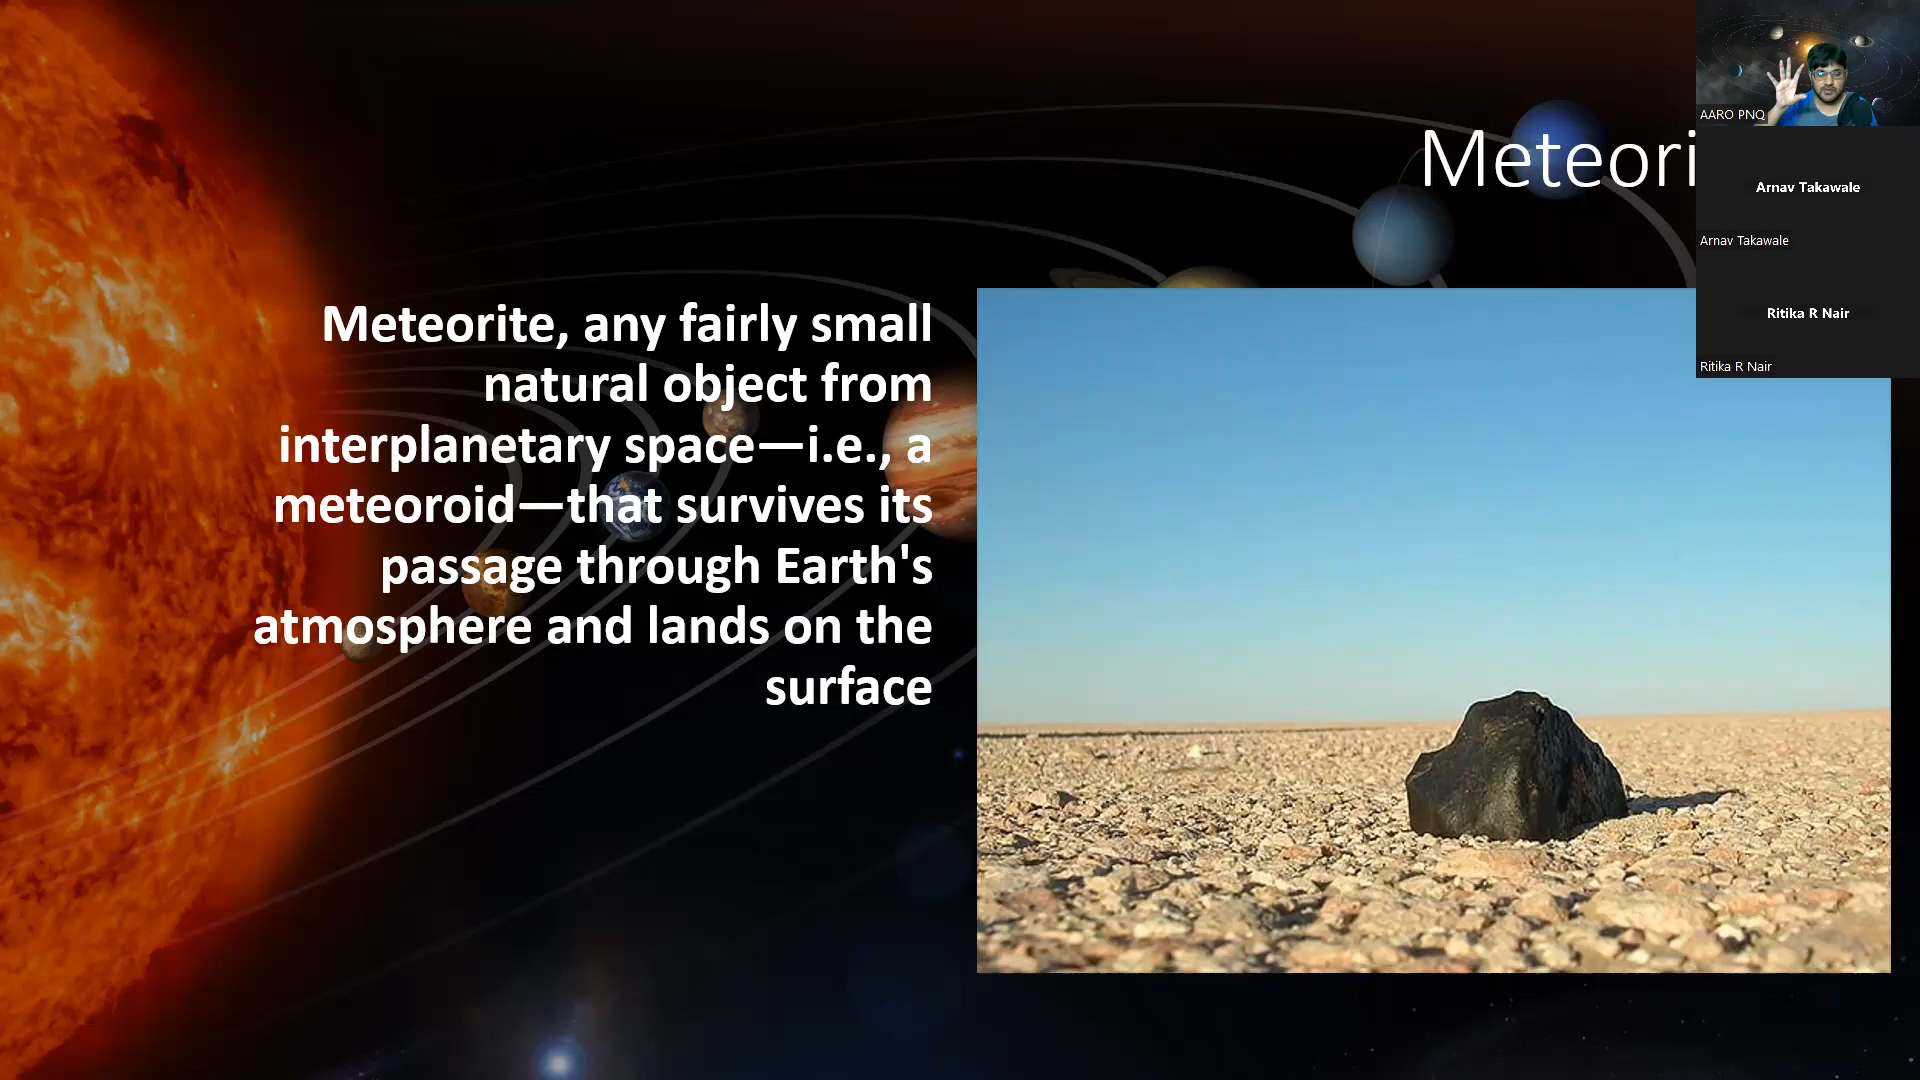 Meteori
Meteorite, any fairly small
natural object from
interplanetary space—i.e., a
meteoroid—that survives its
passage through Earth's
atmosphere and lands on the
surface
AARO PNQ
Arnav Takawale
Arnav Takawale
Ritika R Nair
Ritika R Nair